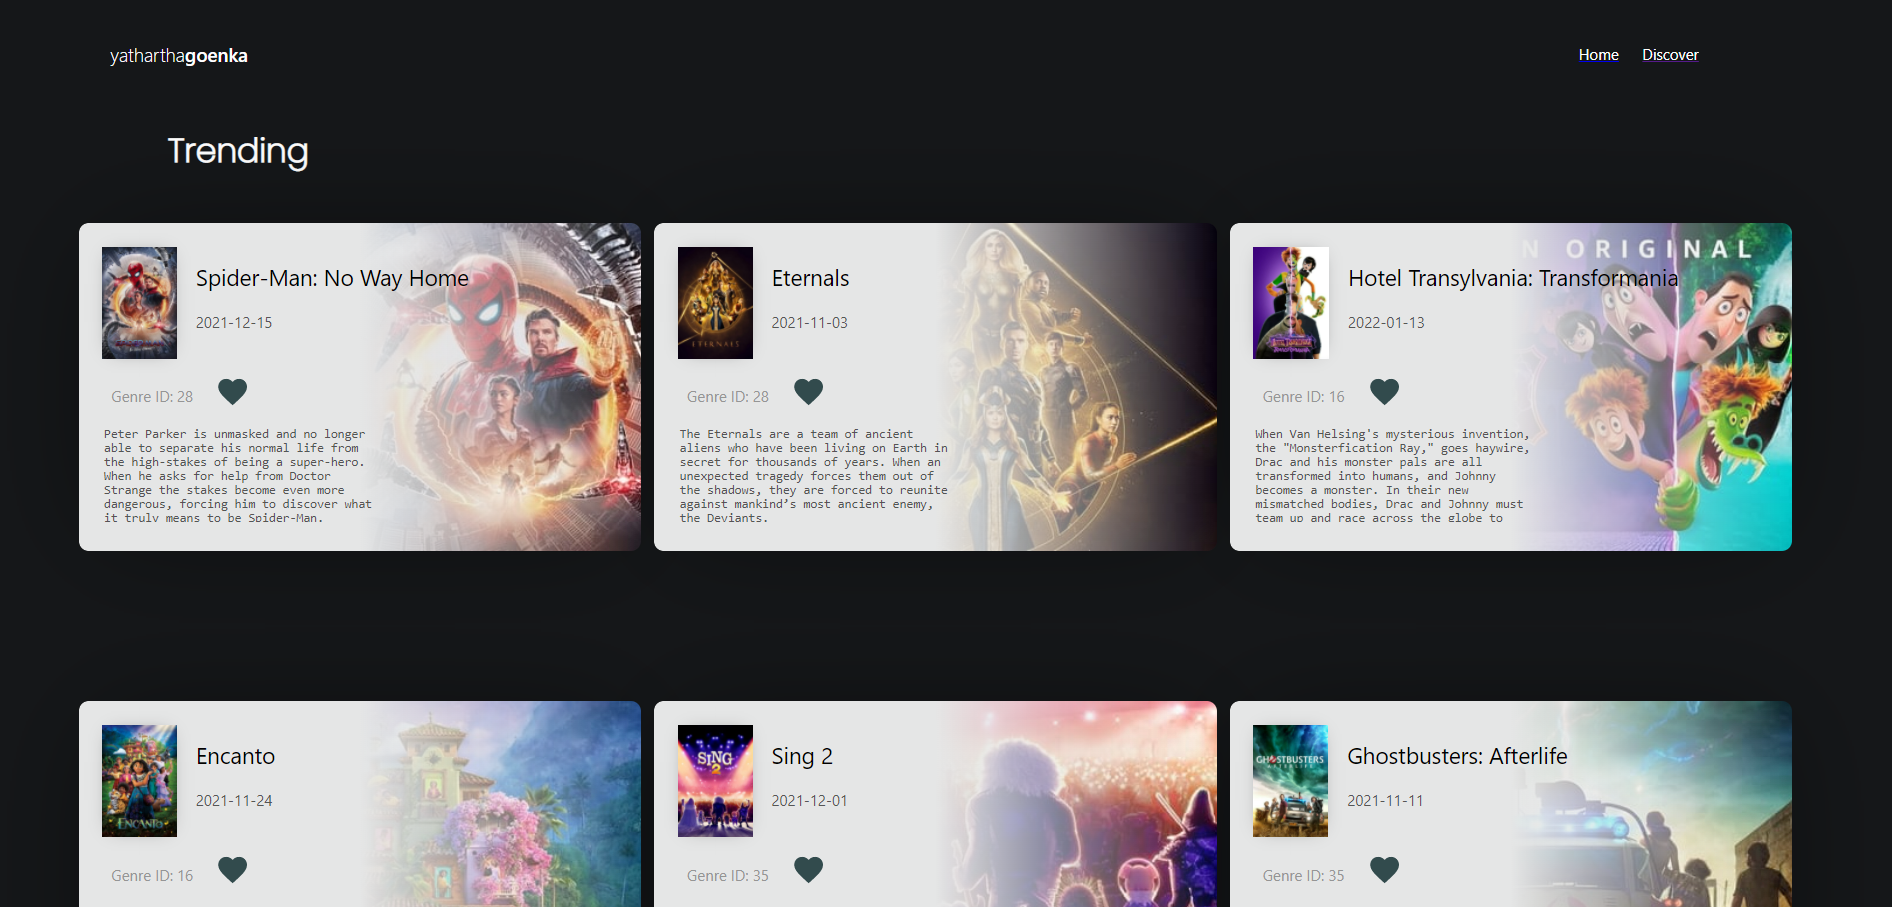 yatharthagoenka
Home Discover
Trending
Spider-Man: No Way Home
2021-12-15
Genre ID: 28
Peter Parker is unmasked and no longer
able to separate his normal life from
the high-stakes of being a super-hero.
When he asks for help from Doctor
Strange the stakes become even more
dangerous, forcing him to discover what
it truly means to be Spider-Man.
ETERNALS
Eternals
2021-11-03
Genre ID: 28
The Eternals are a team of ancient
aliens who have been living on Earth in
secret for thousands of years. When an
unexpected tragedy forces them out of
the shadows, they are forced to reunite
against mankind’s most ancient enemy,
the Deviants.
N ORIGINAL
Hotel Transylvania: Transformania
2022-01-13
Genre ID: 16
When Van Helsing's mysterious invention,
the "Monsterfication Ray," goes haywire,
Drac and his monster pals are all
transformed into humans, and Johnny
becomes a monster. In their new
mismatched bodies, Drac and Johnny must
team up and race across the globe to
ENCANTO
Encanto
2021-11-24
Genre ID: 16
SING
2
Sing 2
2021-12-01
Genre ID: 35
GHOSTBUSTERS
AFTERLIFE
Ghostbusters: Afterlife
2021-11-11
Genre ID: 35